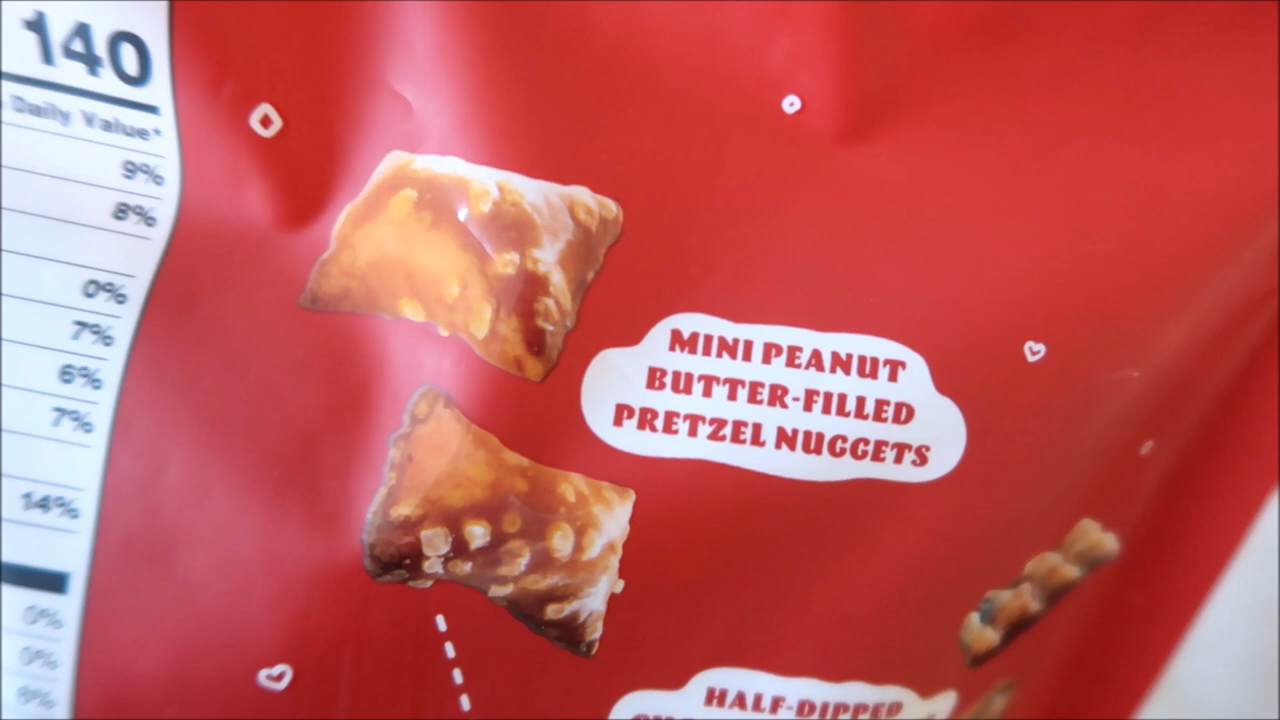 140
Daily Value*
9%
8%
0%
7%
6%
7%
14%
0%
0%
MINI PEANUT
BUTTER-FILLED
PRETZEL NUGGETS
HALF-DIPPED